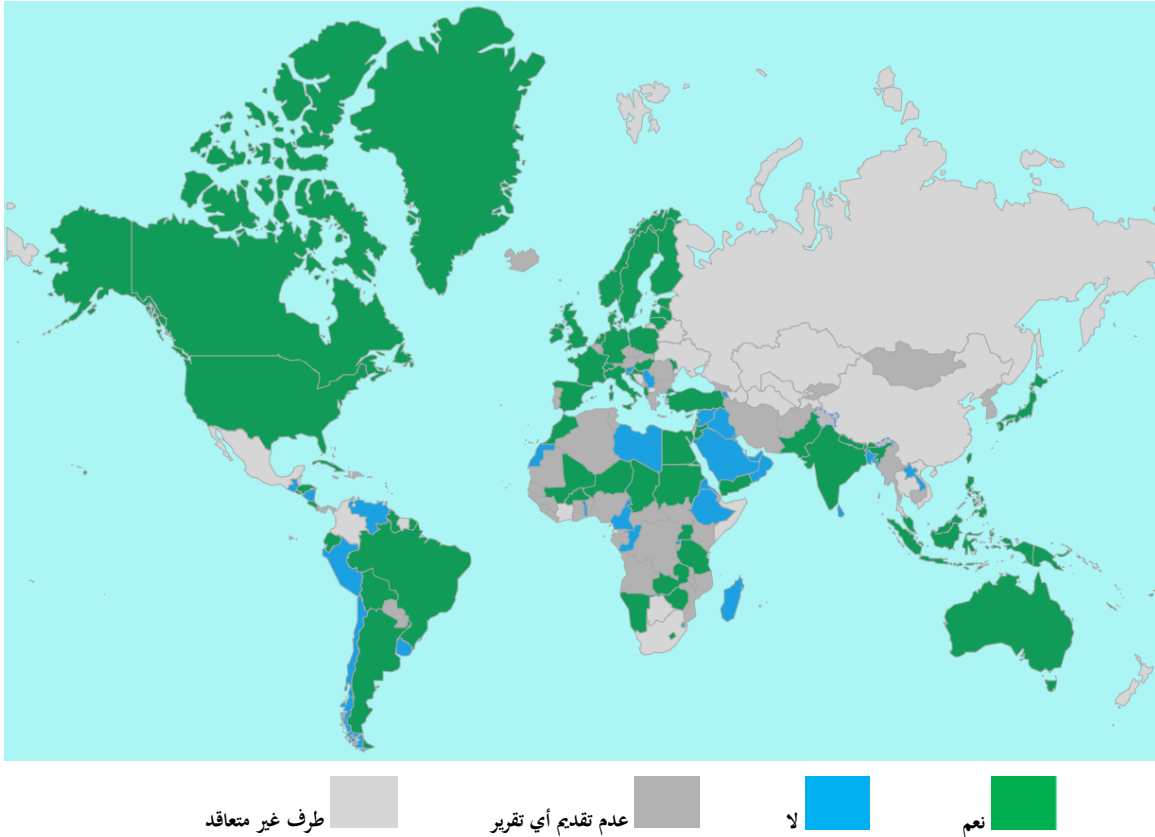 نعم
لا
عدم تقديم أي تقرير
طرف غير متعاقد